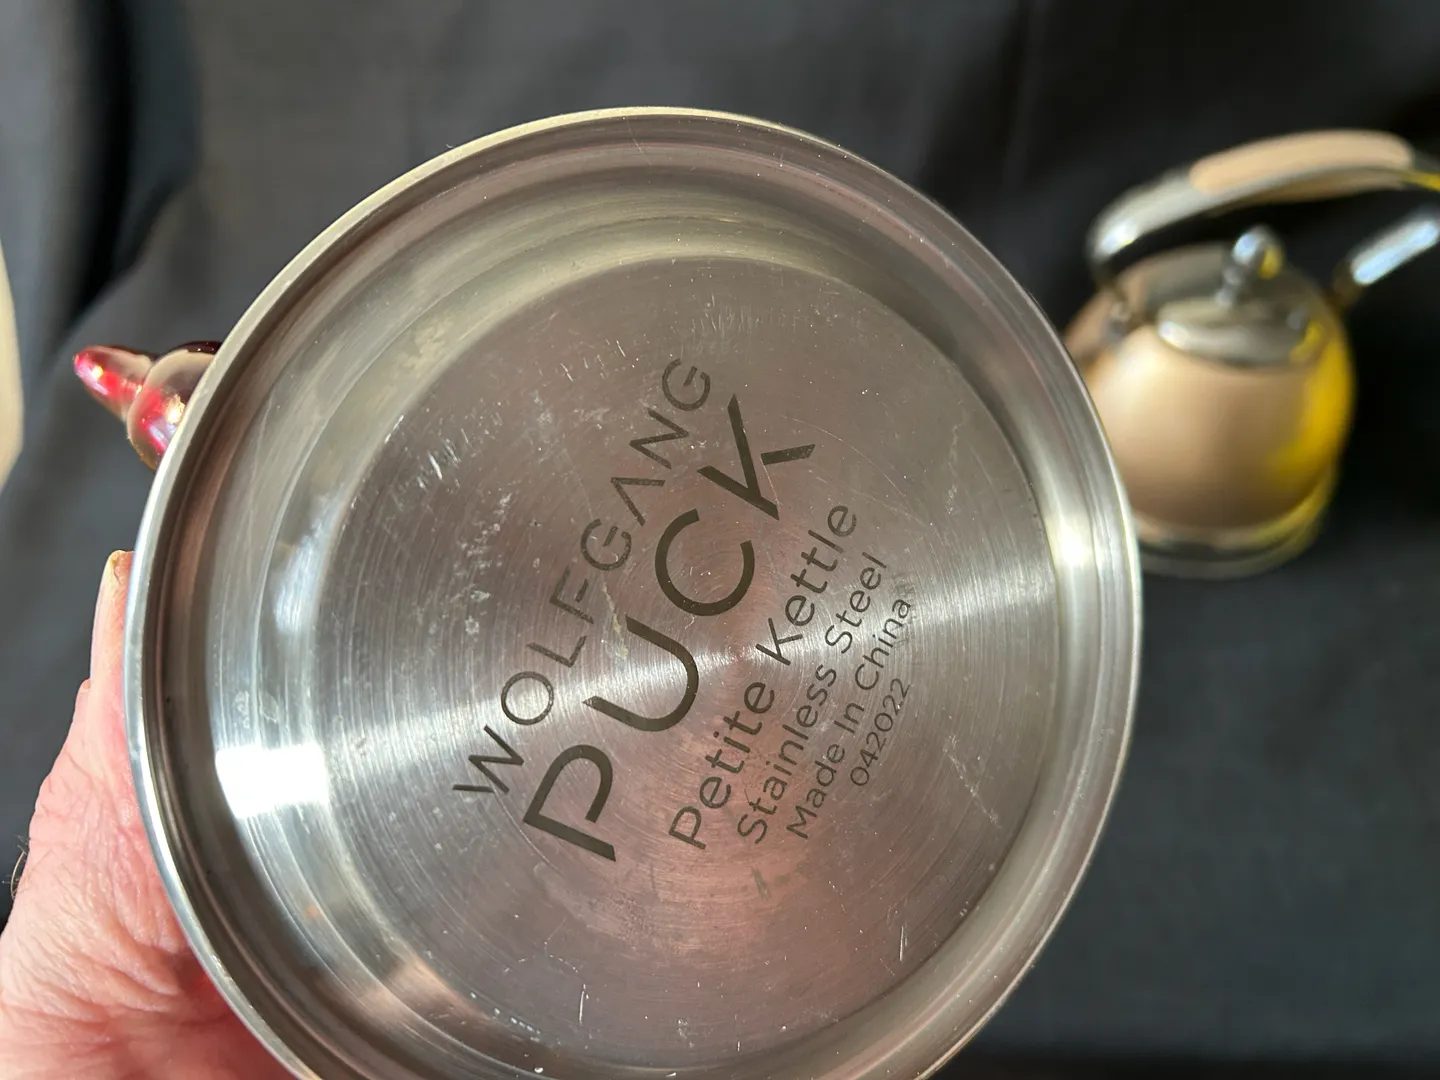 WOLFGANG
PUCK
Petite Kettle
Stainless Steel
Made In China
042022